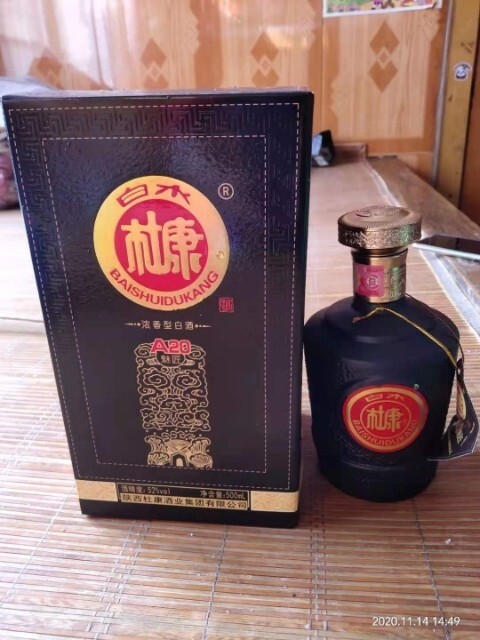 白水
杜康
®
BAISHUIDUKANG
浓香型白酒
A20
魅匠
酒精度:52%vol 净含量:500mL
陕西杜康酒业集团有限公司
白水
杜康
BAISHUIDUKANG
2020.11.14 14:49